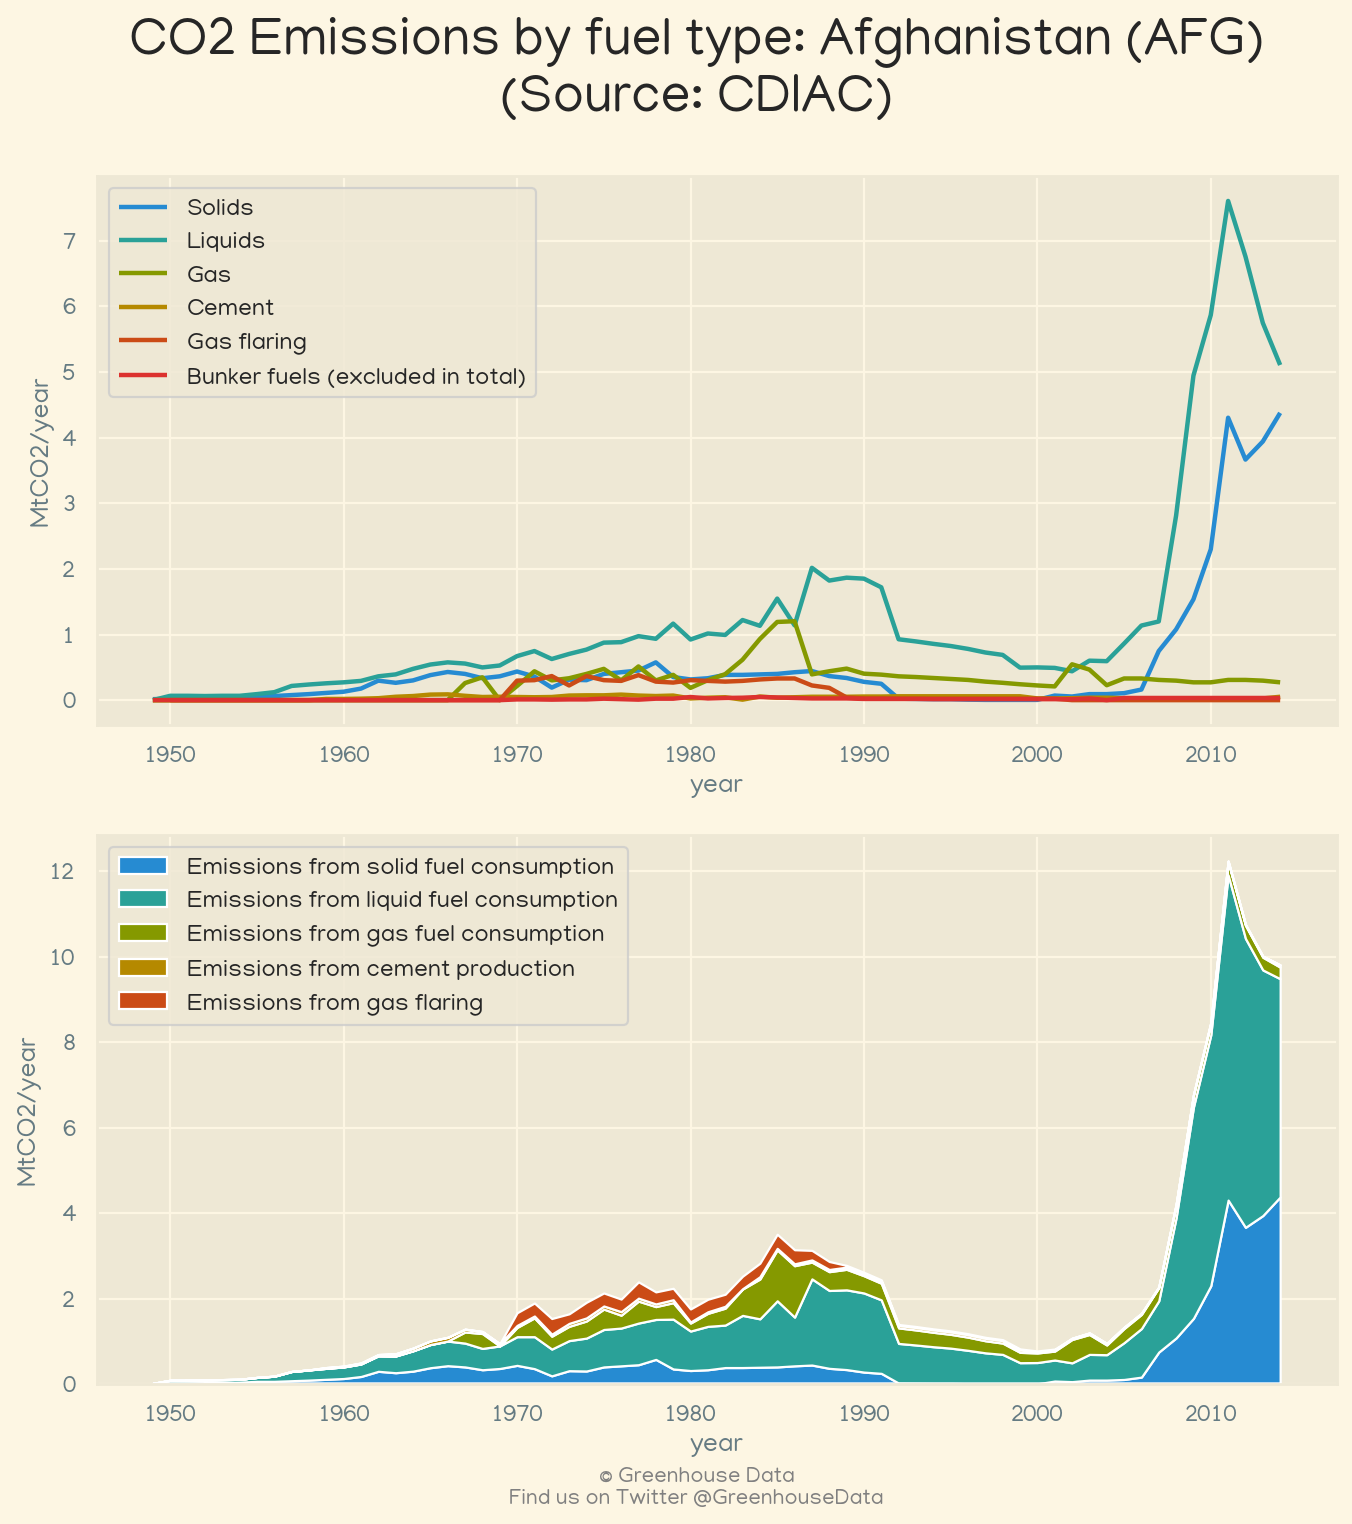 CO2 Emissions by fuel type: Afghanistan (AFG)
(Source: CDIAC)
Solids
Liquids
Gas
Cement
Gas flaring
Bunker fuels (excluded in total)
MtCO2/year
7
6
5
4
3
2
1
0
1950 1960 1970 1980 1990 2000 2010
year
Emissions from solid fuel consumption
Emissions from liquid fuel consumption
Emissions from gas fuel consumption
Emissions from cement production
Emissions from gas flaring
MtCO2/year
12
10
8
6
4
2
0
1950 1960 1970 1980 1990 2000 2010
year
© Greenhouse Data
Find us on Twitter @GreenhouseData